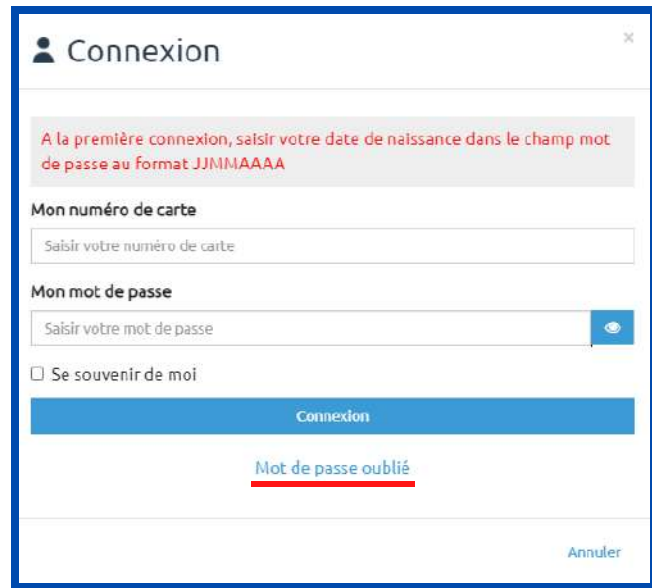 Connexion
×
A la première connexion, saisir votre date de naissance dans le champ mot
de passe au format JJMMAAAA
Mon numéro de carte
Saisir votre numéro de carte
Mon mot de passe
Saisir votre mot de passe
Se souvenir de moi
Connexion
Mot de passe oublié
Annuler